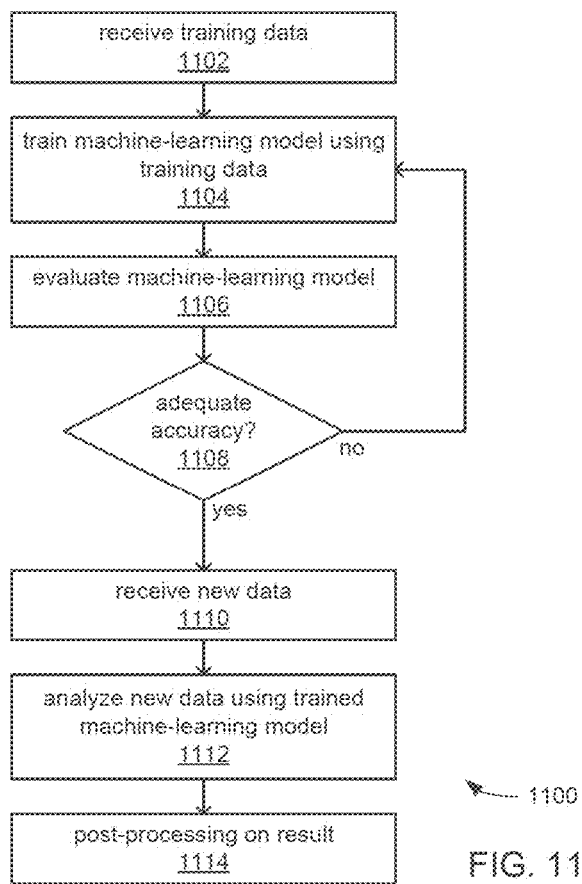 receive training data
1102
train machine-learning model using
training data
1104
evaluate machine-learning model
1106
adequate
accuracy?
1108
no
yes
receive new data
1110
analyze new data using trained
machine-learning model
1112
post-processing on result
1114
1100
FIG. 11